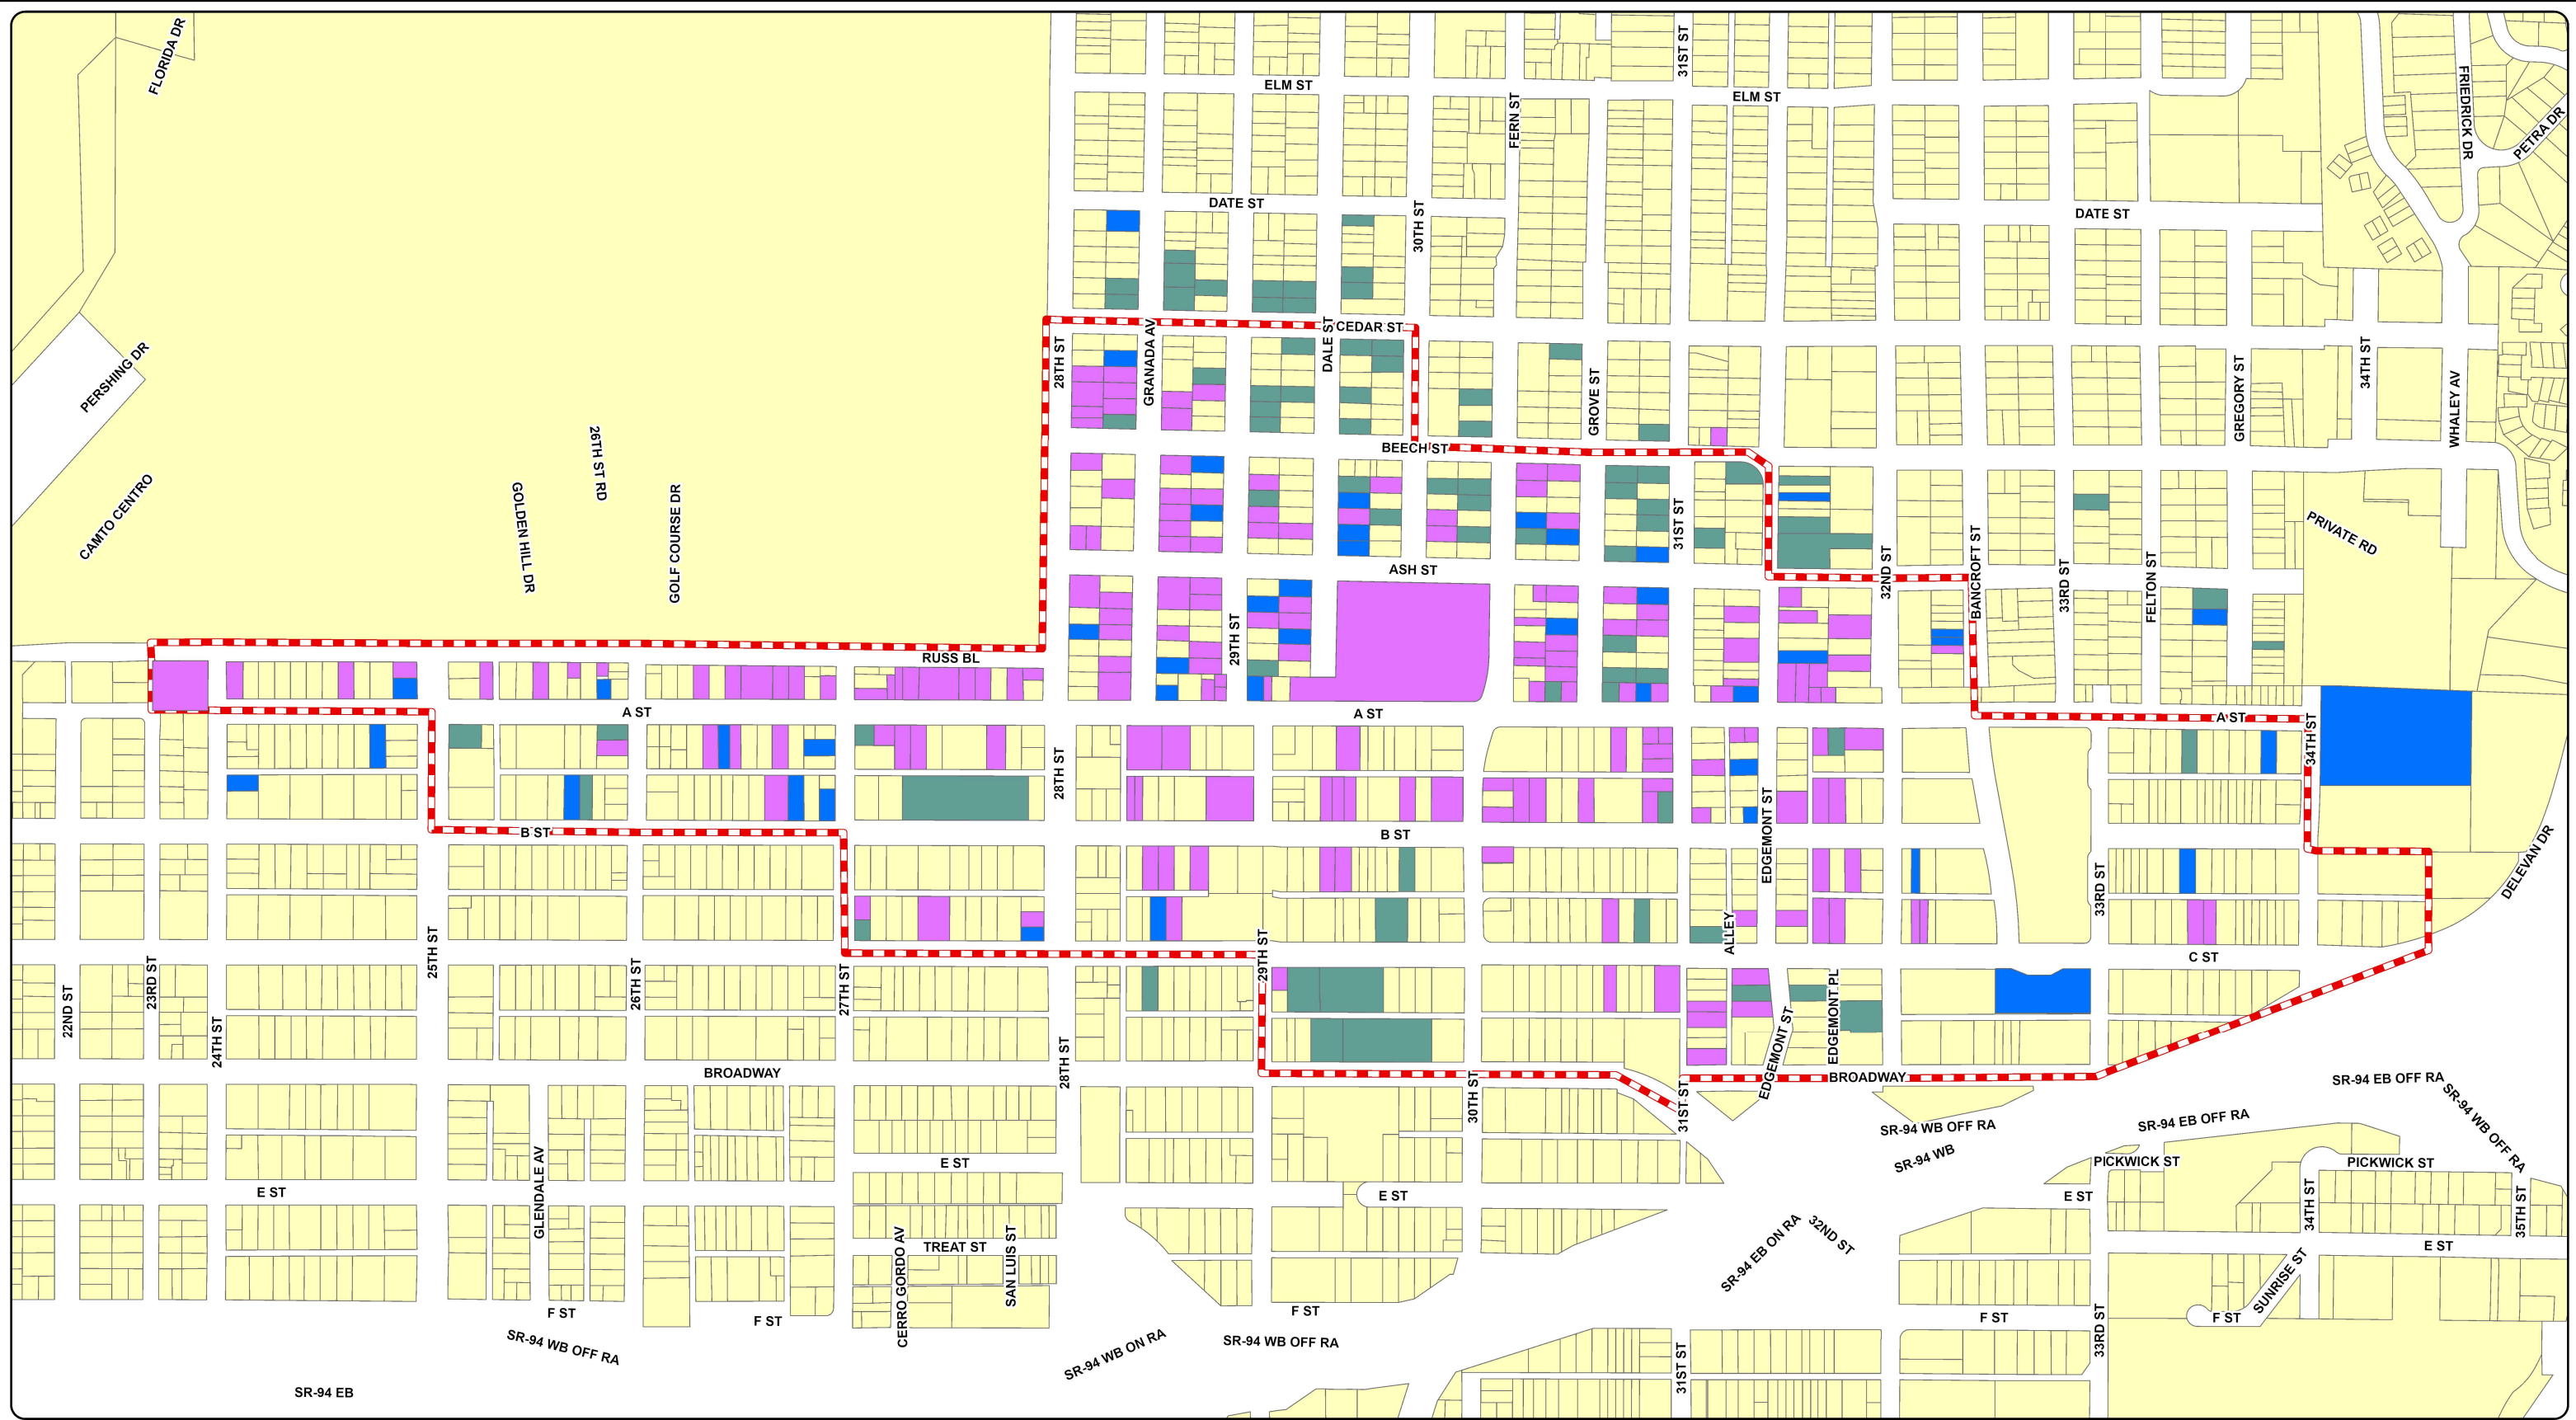 FLORIDA DR
31ST ST
ELM ST
ELM ST
FRIEDRICK DR
PETRA DR
FERN ST
DATE ST
30TH ST
DATE ST
CEDAR ST
DALE ST
GRANADA AV
28TH ST
PERSHING DR
34TH ST
GREGORY ST
WHALEY AV
GROVE ST
26TH ST RD
BEECH ST
CAMTO CENTRO
GOLDEN HILL DR
GOLF COURSE DR
31ST ST
PRIVATE RD
ASH ST
32ND ST
BANCROFT ST
33RD ST
FELTON ST
29TH ST
RUSS BL
A ST
A ST
A ST
34TH ST
28TH ST
B ST
B ST
EDGEMONT ST
DELEVAN DR
33RD ST
ALLEY
25TH ST
29TH ST
C ST
22ND ST
23RD ST
26TH ST
27TH ST
24TH ST
28TH ST
EDGEMONT ST
EDGEMONT PL
BROADWAY
BROADWAY
30TH ST
31ST ST
SR-94 EB OFF RA
SR-94 WB OFF RA
SR-94 WB OFF RA
SR-94 EB OFF RA
SR-94 WB
PICKWICK ST
PICKWICK ST
E ST
E ST
E ST
E ST
GLENDALE AV
34TH ST
35TH ST
TREAT ST
CERRO GORDO AV
SAN LUIS ST
SR-94 EB ON RA
32ND ST
E ST
SUNRISE ST
F ST
F ST
F ST
F ST
F ST
33RD ST
SR-94 WB OFF RA
SR-94 WB ON RA
SR-94 WB OFF RA
31ST ST
SR-94 EB